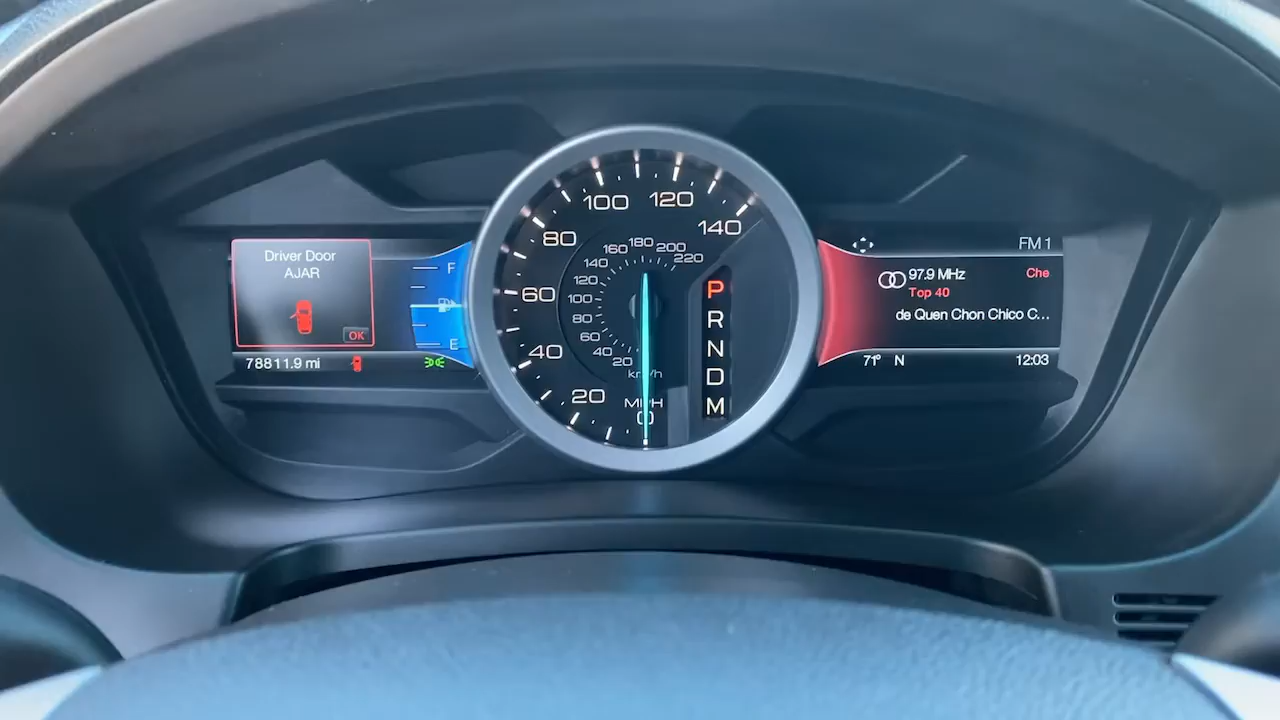 Driver Door
AJAR
OK
78811.9 mi
F
E
0
20
40
60
80
100
120
140
MPH
20
40
60
80
100
120
140
160
180
200
220
km/h
P
R
N
D
M
FM 1
97.9 MHz
Che
Top 40
de Quen Chon Chico C...
71° N
12:03